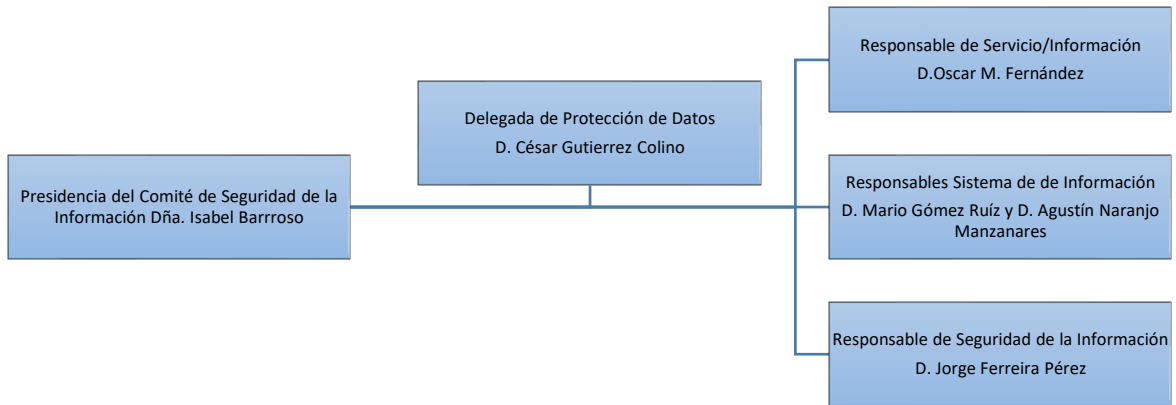 Presidencia del Comité de Seguridad de la
Información Dña. Isabel Barrroso
Delegada de Protección de Datos
D. César Gutierrez Colino
Responsable de Servicio/Información
D.Oscar M. Fernández
Responsables Sistema de de Información
D. Mario Gómez Ruíz y D. Agustín Naranjo
Manzanares
Responsable de Seguridad de la Información
D. Jorge Ferreira Pérez